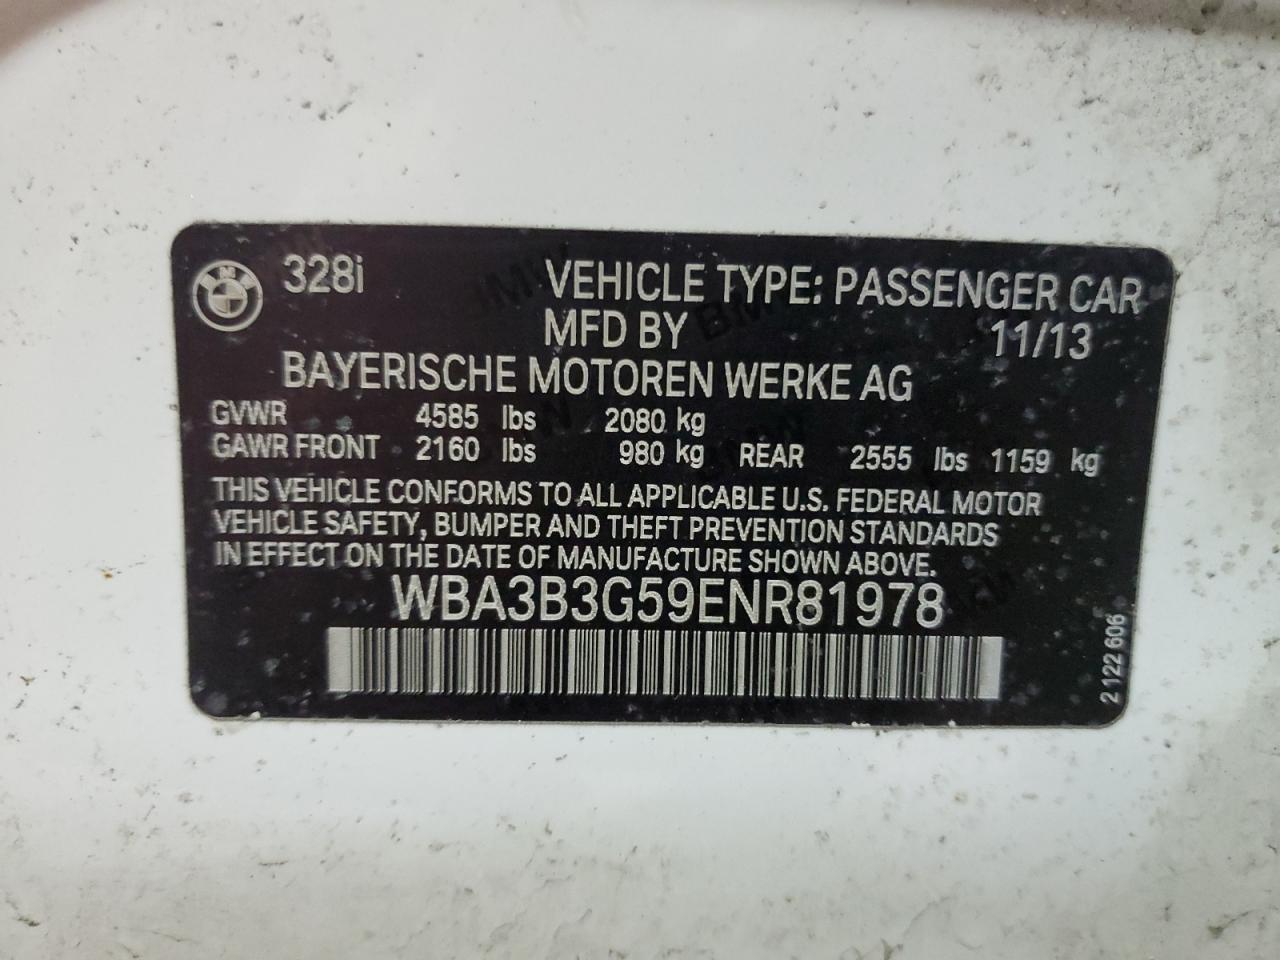 BMW 328i VEHICLE TYPE: PASSENGER CAR
MFD BY 11/13
BAYERISCHE MOTOREN WERKE AG
GVWR 4585 lbs 2080 kg
GAWR FRONT 2160 lbs 980 kg REAR 2555 lbs 1159 kg
THIS VEHICLE CONFORMS TO ALL APPLICABLE U.S. FEDERAL MOTOR
VEHICLE SAFETY, BUMPER AND THEFT PREVENTION STANDARDS
IN EFFECT ON THE DATE OF MANUFACTURE SHOWN ABOVE.
WBA3B3G59ENR81978
2 122 606